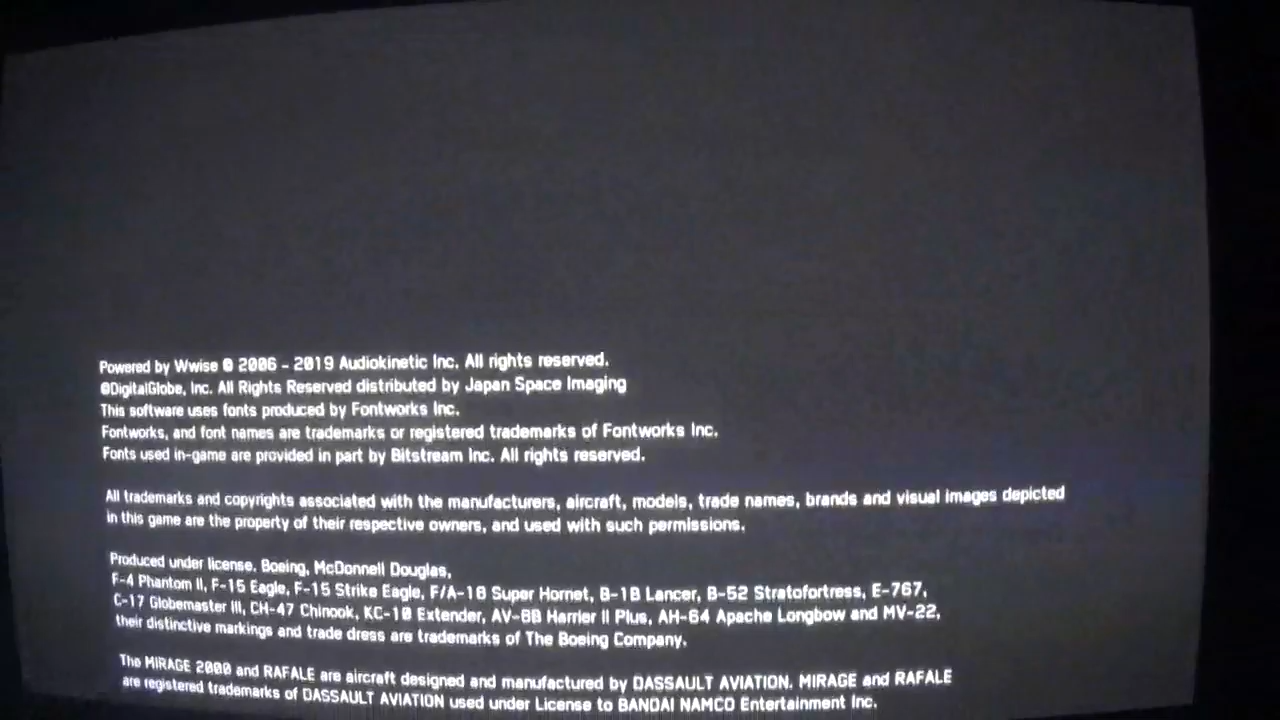 Powered by Wwise © 2006 - 2019 Audiokinetic Inc. All rights reserved.
©DigitalGlobe, Inc. All Rights Reserved distributed by Japan Space Imaging
This software uses fonts produced by Fontworks Inc.
Fontworks, and font names are trademarks or registered trademarks of Fontworks Inc.
Fonts used in-game are provided in part by Bitstream Inc. All rights reserved.
All trademarks and copyrights associated with the manufacturers, aircraft, models, trade names, brands and visual images depicted
in this game are the property of their respective owners, and used with such permissions.
Produced under license. Boeing, McDonnell Douglas,
F-4 Phantom II, F-15 Eagle, F-15 Strike Eagle, F/A-18 Super Hornet, B-1B Lancer, B-52 Stratofortress, E-767,
C-17 Globemaster III, CH-47 Chinook, KC-10 Extender, AV-8B Harrier II Plus, AH-64 Apache Longbow and MV-22,
their distinctive markings and trade dress are trademarks of The Boeing Company.
The MIRAGE 2000 and RAFALE are aircraft designed and manufactured by DASSAULT AVIATION. MIRAGE and RAFALE
are registered trademarks of DASSAULT AVIATION used under License to BANDAI NAMCO Entertainment Inc.